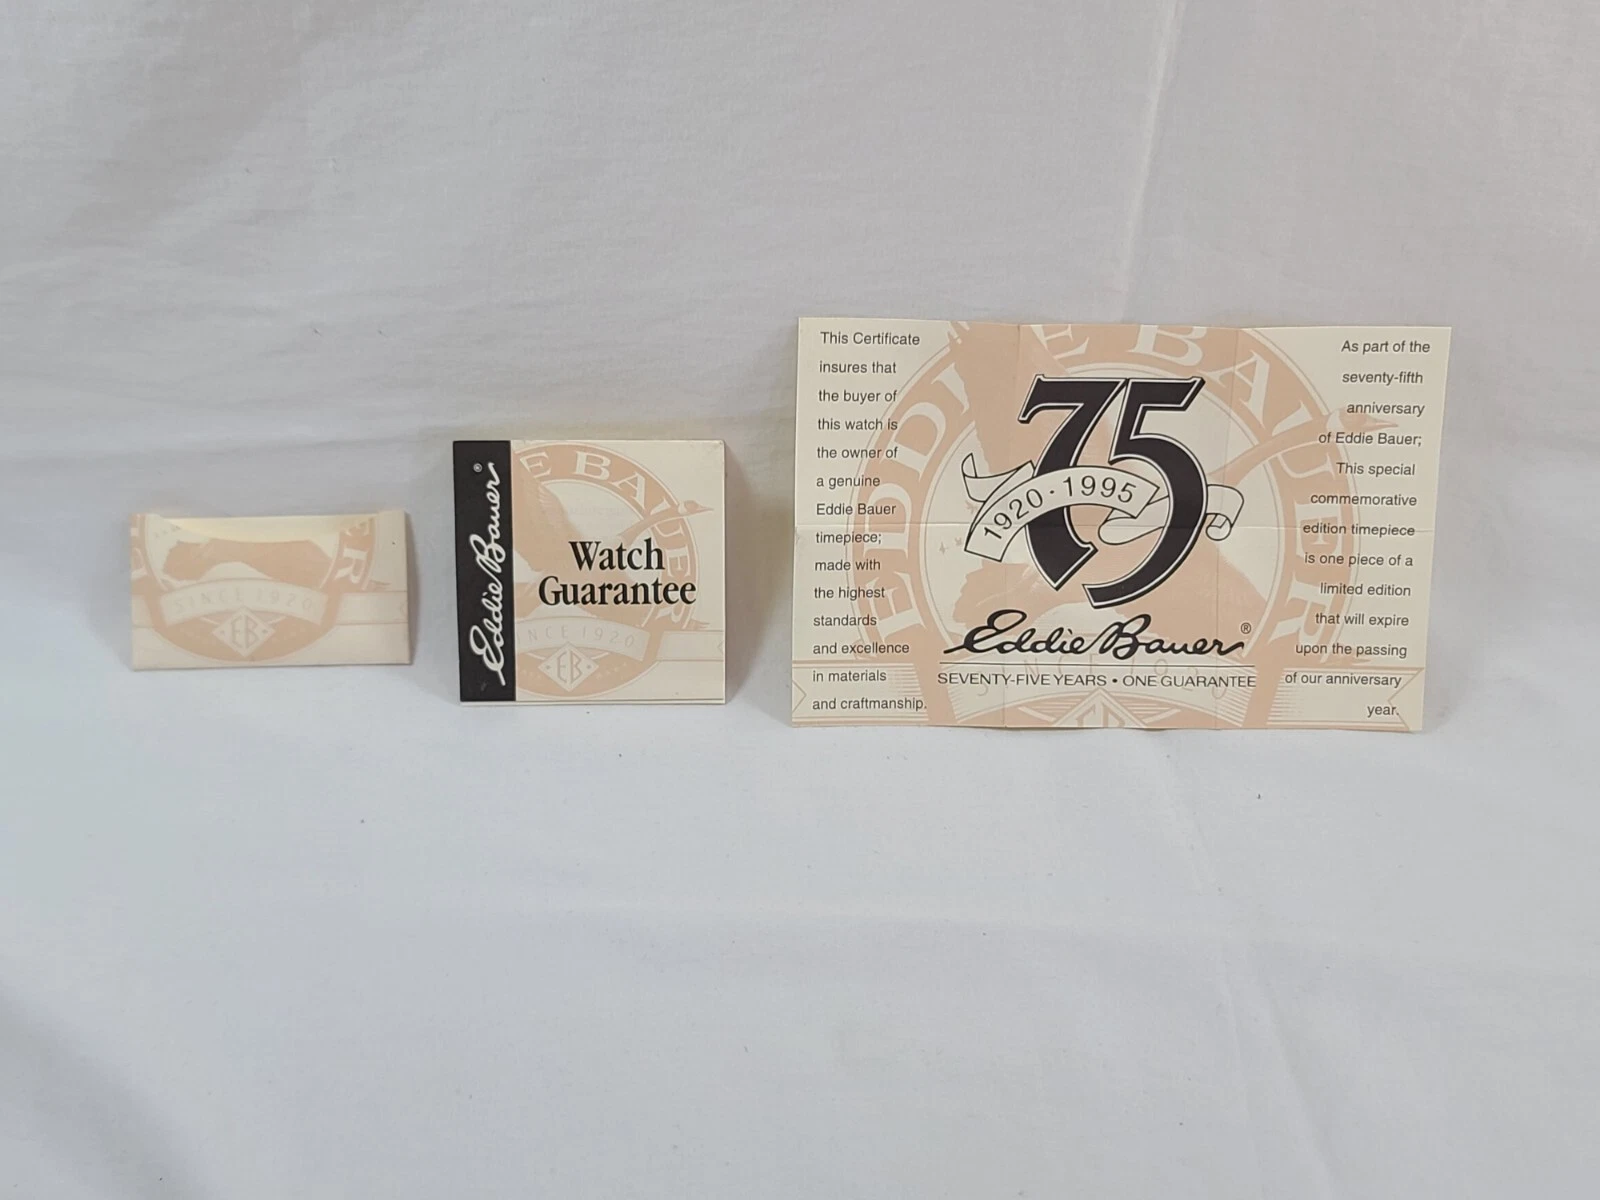 SINCE 1920
EB
Eddie Bauer®
E BAUER
Watch
Guarantee
NCE 1920
EB
This Certificate
insures that
the buyer of
this watch is
the owner of
a genuine
Eddie Bauer
timepiece;
made with
the highest
standards
and excellence
in materials
and craftmanship.
EDDIE BAUER
75
1920 · 1995
Eddie Bauer®
SEVENTY-FIVE YEARS • ONE GUARANTEE
SINCE 1920
EB
As part of the
seventy-fifth
anniversary
of Eddie Bauer;
This special
commemorative
edition timepiece
is one piece of a
limited edition
that will expire
upon the passing
of our anniversary
year.